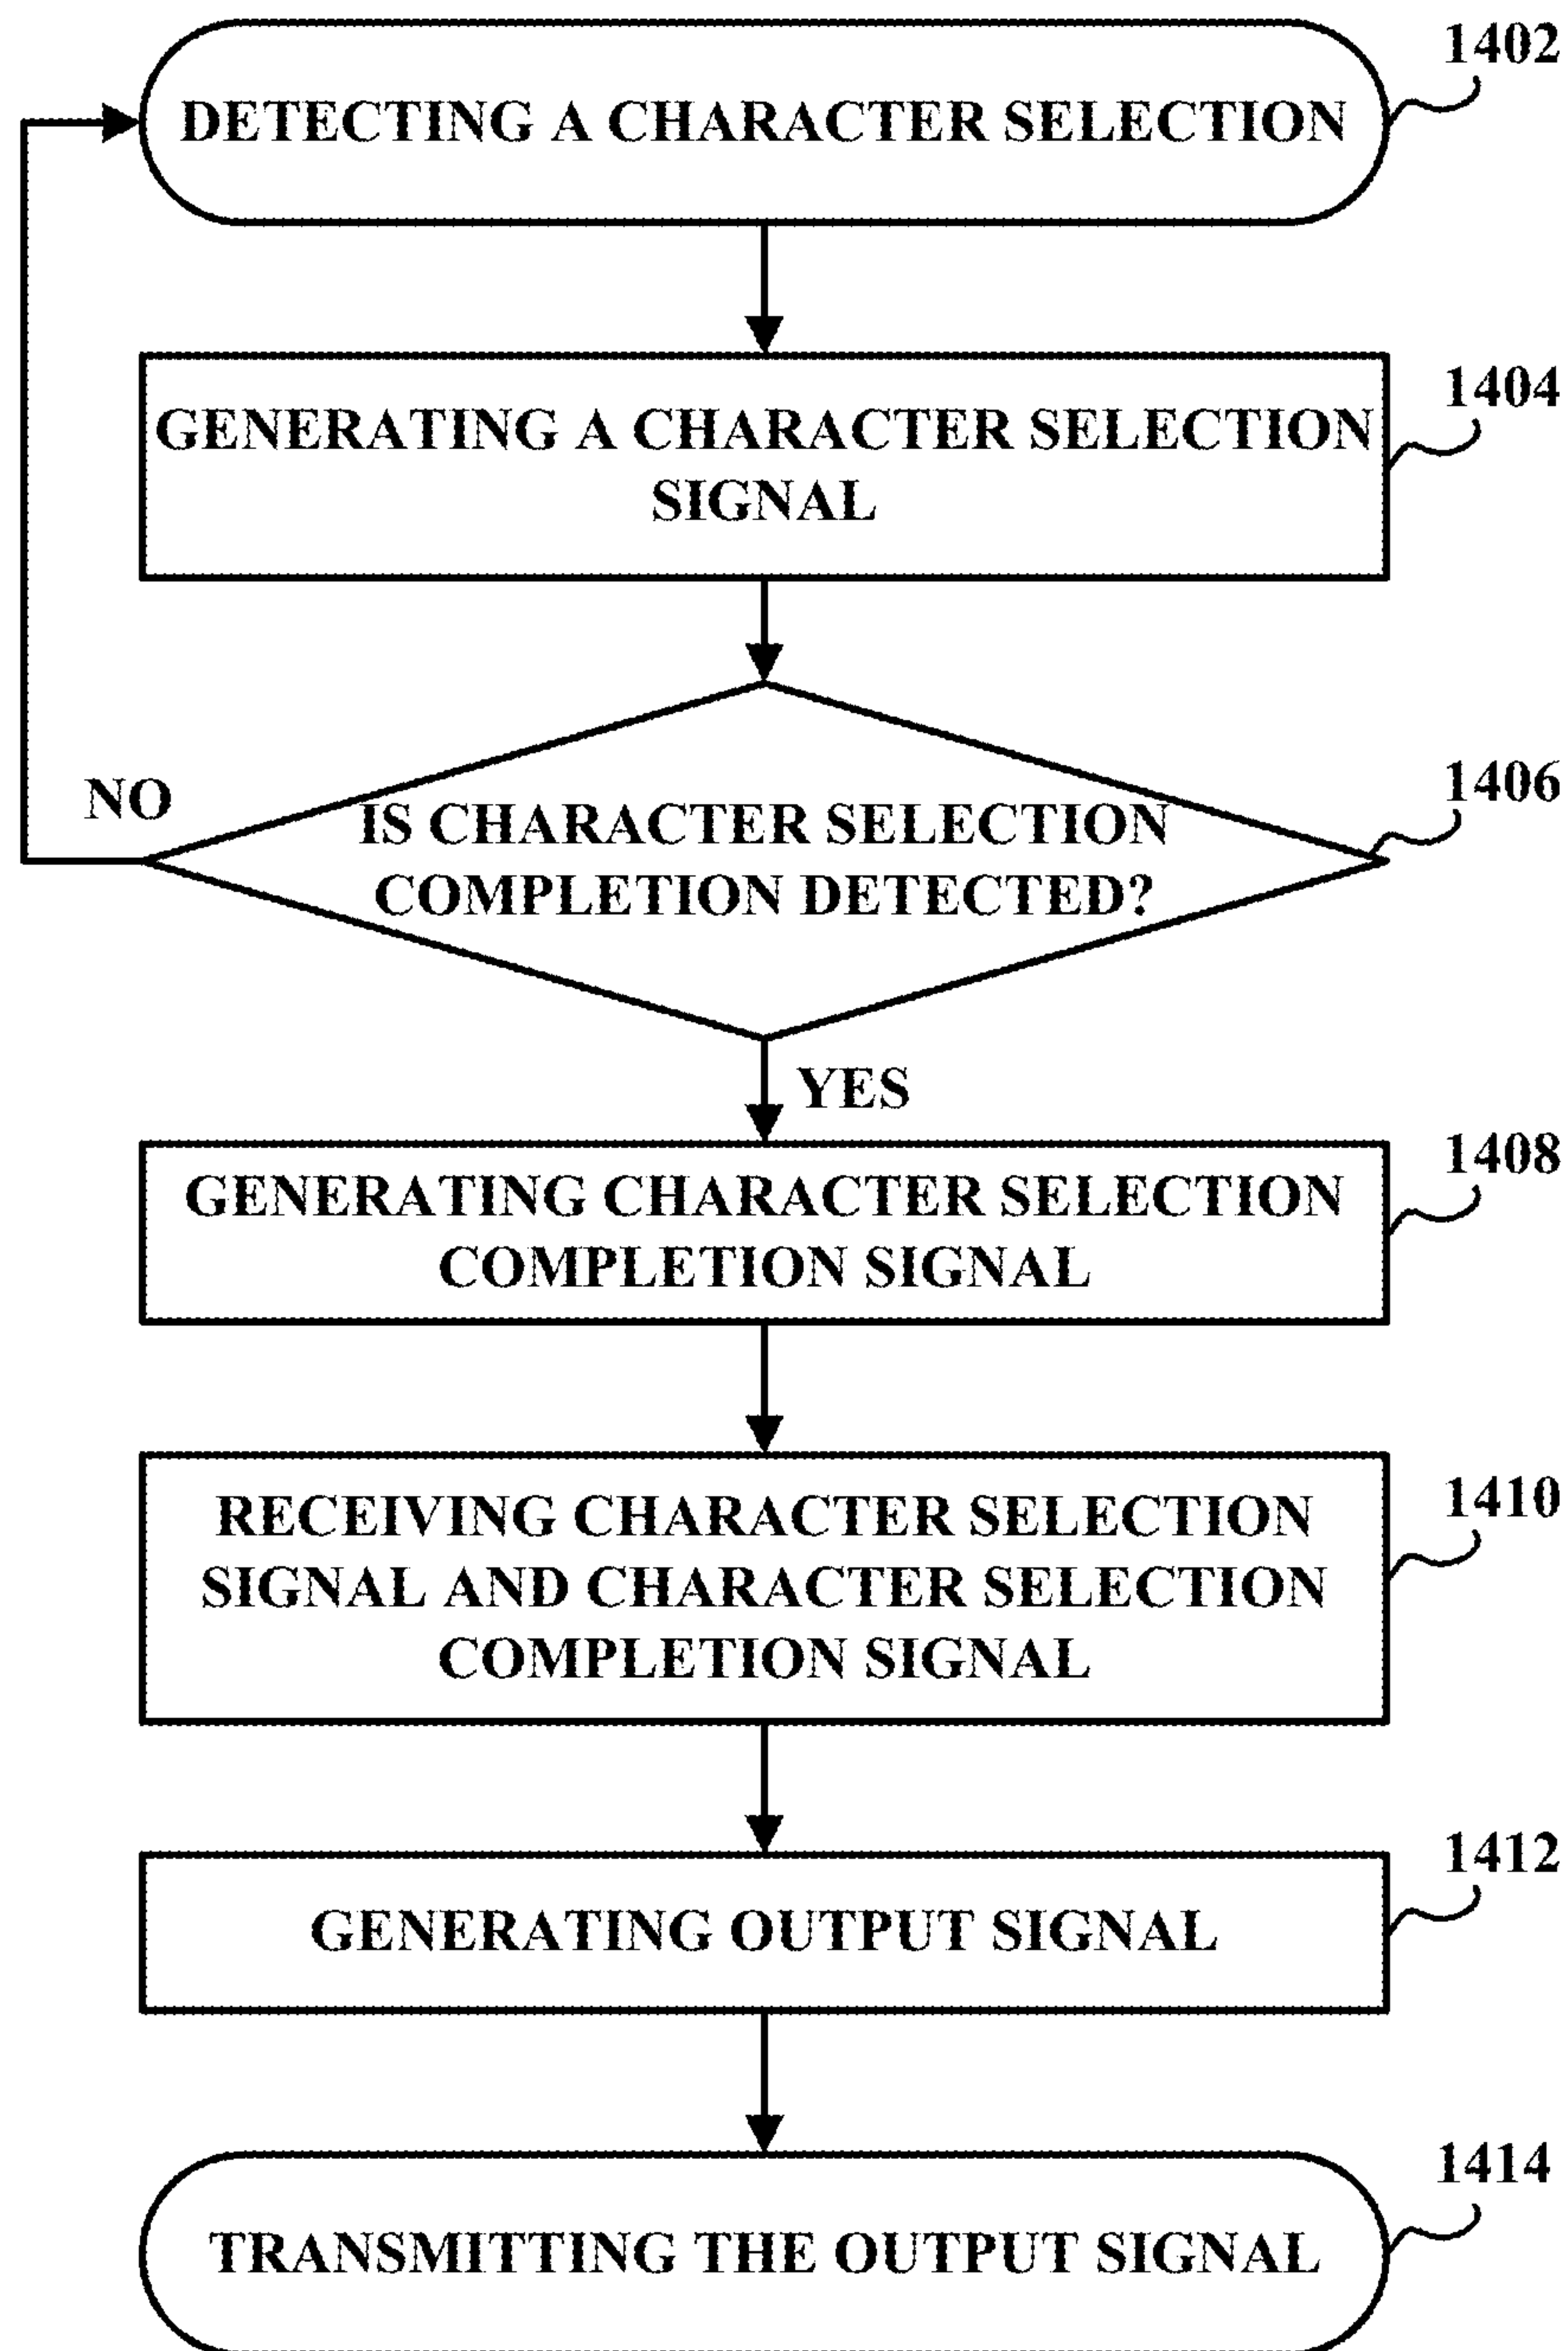 1402
DETECTING A CHARACTER SELECTION
1404
GENERATING A CHARACTER SELECTION
SIGNAL
1406
NO
IS CHARACTER SELECTION
COMPLETION DETECTED?
YES
1408
GENERATING CHARACTER SELECTION
COMPLETION SIGNAL
1410
RECEIVING CHARACTER SELECTION
SIGNAL AND CHARACTER SELECTION
COMPLETION SIGNAL
1412
GENERATING OUTPUT SIGNAL
1414
TRANSMITTING THE OUTPUT SIGNAL